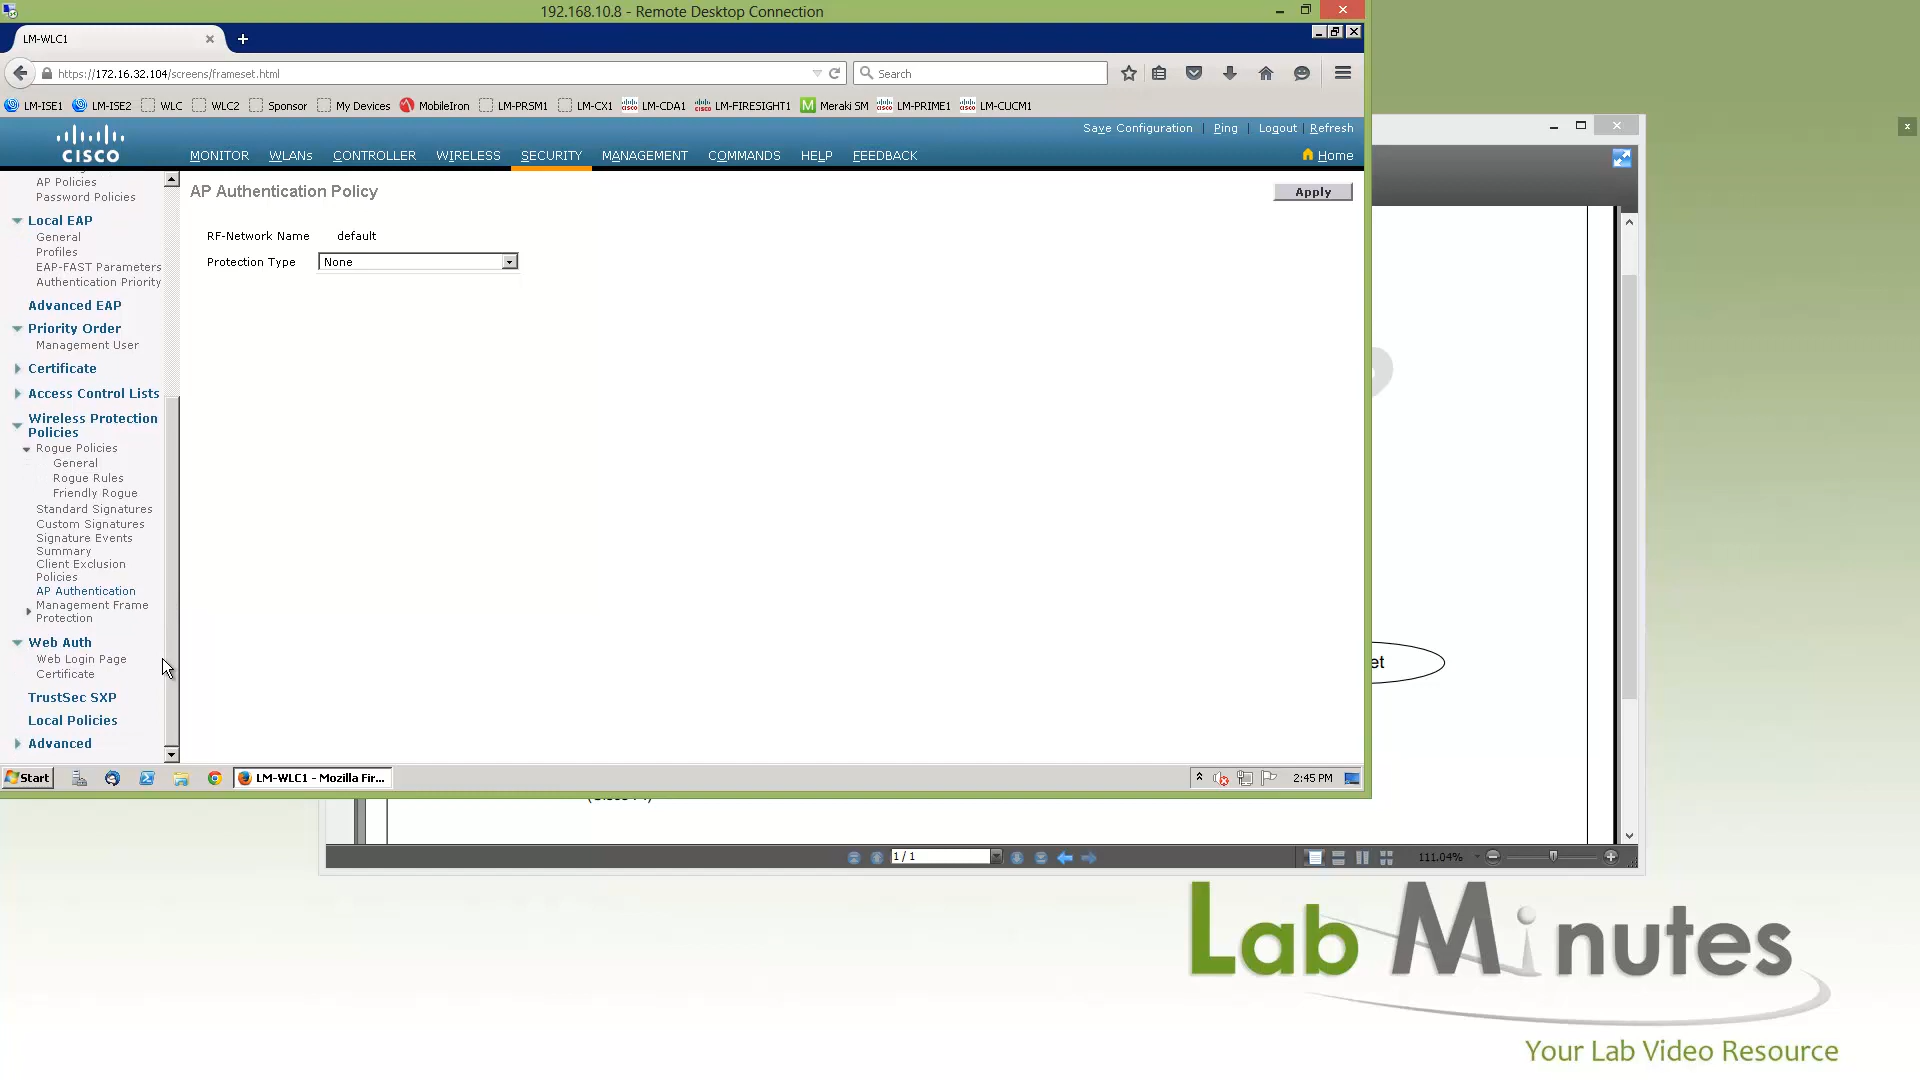 192.168.10.8 - Remote Desktop Connection
LM-WLC1
https://172.16.32.104/screens/frameset.html
Search
LM-ISE1 LM-ISE2 WLC WLC2 Sponsor My Devices MobileIron LM-PRSM1 LM-CX1 LM-CDA1 LM-FIRESIGHT1 Meraki SM LM-PRIME1 LM-CUCM1
Save Configuration | Ping | Logout | Refresh
CISCO
MONITOR WLANs CONTROLLER WIRELESS SECURITY MANAGEMENT COMMANDS HELP FEEDBACK Home
AP Policies
Password Policies
Local EAP
General
Profiles
EAP-FAST Parameters
Authentication Priority
Advanced EAP
Priority Order
Management User
Certificate
Access Control Lists
Wireless Protection
Policies
Rogue Policies
General
Rogue Rules
Friendly Rogue
Standard Signatures
Custom Signatures
Signature Events
Summary
Client Exclusion
Policies
AP Authentication
Management Frame
Protection
Web Auth
Web Login Page
Certificate
TrustSec SXP
Local Policies
Advanced
AP Authentication Policy
Apply
RF-Network Name default
Protection Type None
et
Start
LM-WLC1 - Mozilla Fir...
2:45 PM
1 / 1
111.04%
Lab Minutes
Your Lab Video Resource